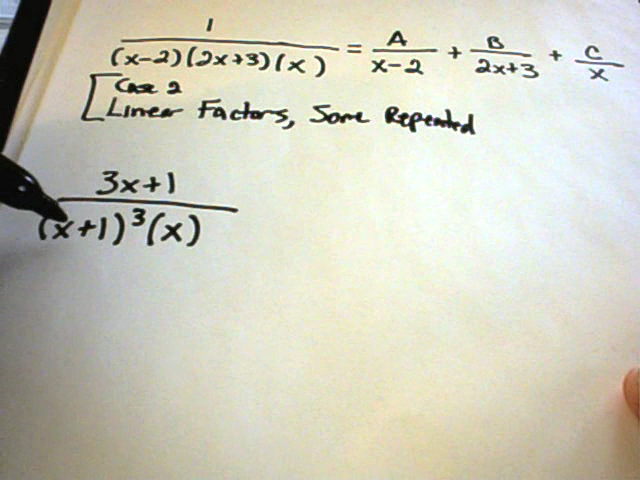 1/((x-2)(2x+3)(x)) = A/(x-2) + B/(2x+3) + C/x
Case 2
Linear Factors, Some Repeated
(3x+1)/((x+1)³(x))